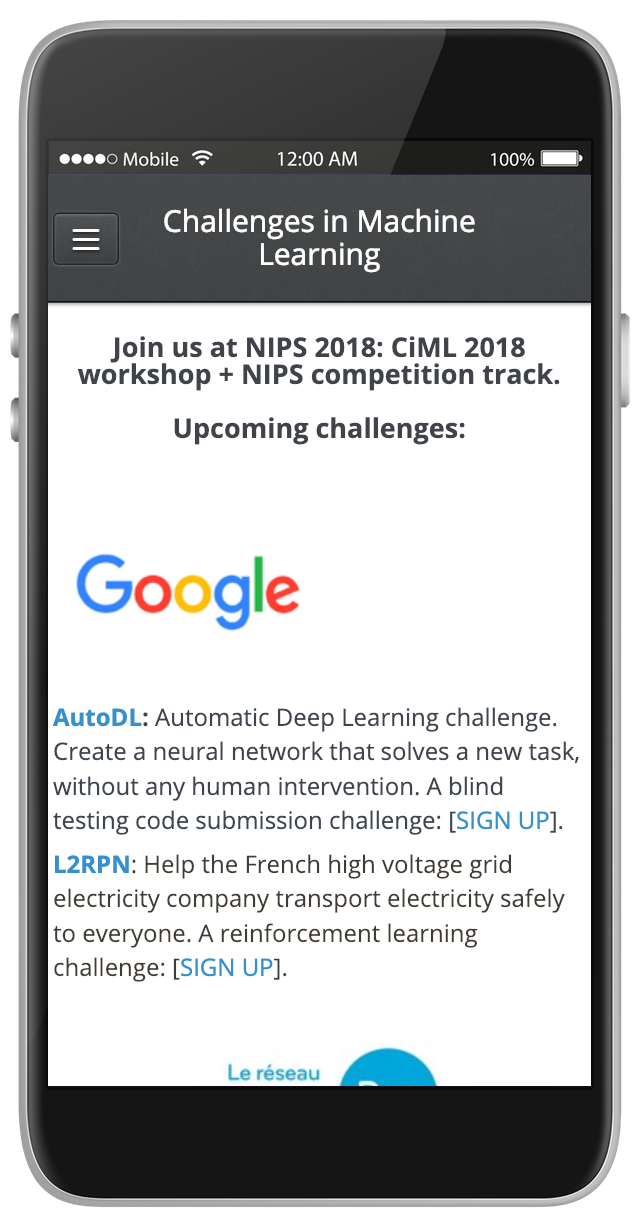 Mobile 12:00 AM 100%
Challenges in Machine
Learning
Join us at NIPS 2018: CiML 2018
workshop + NIPS competition track.
Upcoming challenges:
Google
AutoDL: Automatic Deep Learning challenge.
Create a neural network that solves a new task,
without any human intervention. A blind
testing code submission challenge: [SIGN UP].
L2RPN: Help the French high voltage grid
electricity company transport electricity safely
to everyone. A reinforcement learning
challenge: [SIGN UP].
Le réseau